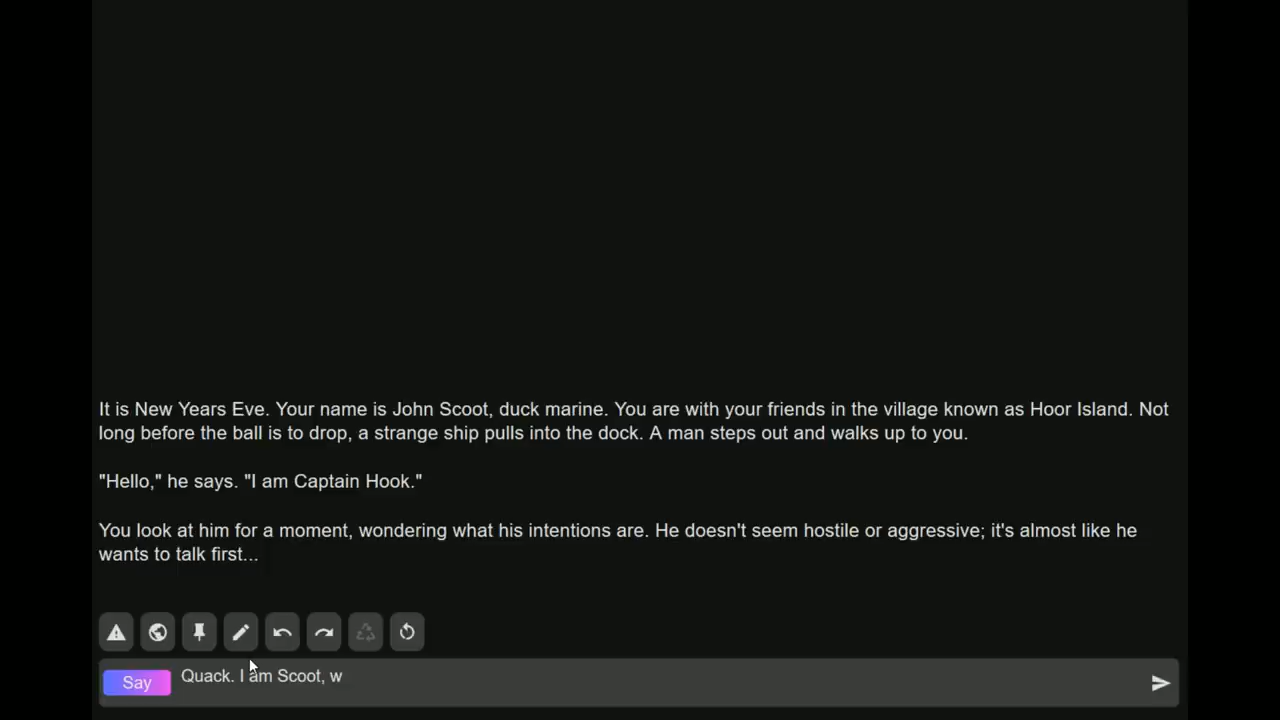 It is New Years Eve. Your name is John Scoot, duck marine. You are with your friends in the village known as Hoor Island. Not
long before the ball is to drop, a strange ship pulls into the dock. A man steps out and walks up to you.
"Hello," he says. "I am Captain Hook."
You look at him for a moment, wondering what his intentions are. He doesn't seem hostile or aggressive; it's almost like he
wants to talk first...
Say
Quack. I am Scoot, w